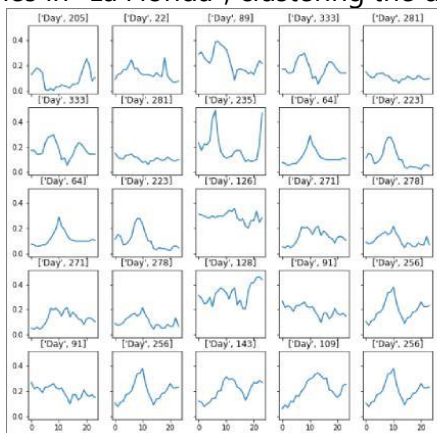 in "La Honda", clustering the
['Day', 205] ['Day', 22] ['Day', 89] ['Day', 333] ['Day', 281]
0.4
0.2
0.0
['Day', 333] ['Day', 281] ['Day', 235] ['Day', 64] ['Day', 223]
0.4
0.2
0.0
['Day', 64] ['Day', 223] ['Day', 126] ['Day', 271] ['Day', 278]
0.4
0.2
0.0
['Day', 271] ['Day', 278] ['Day', 128] ['Day', 91] ['Day', 256]
0.4
0.2
0.0
['Day', 91] ['Day', 256] ['Day', 143] ['Day', 109] ['Day', 256]
0.4
0.2
0.0
0 10 20 0 10 20 0 10 20 0 10 20 0 10 20